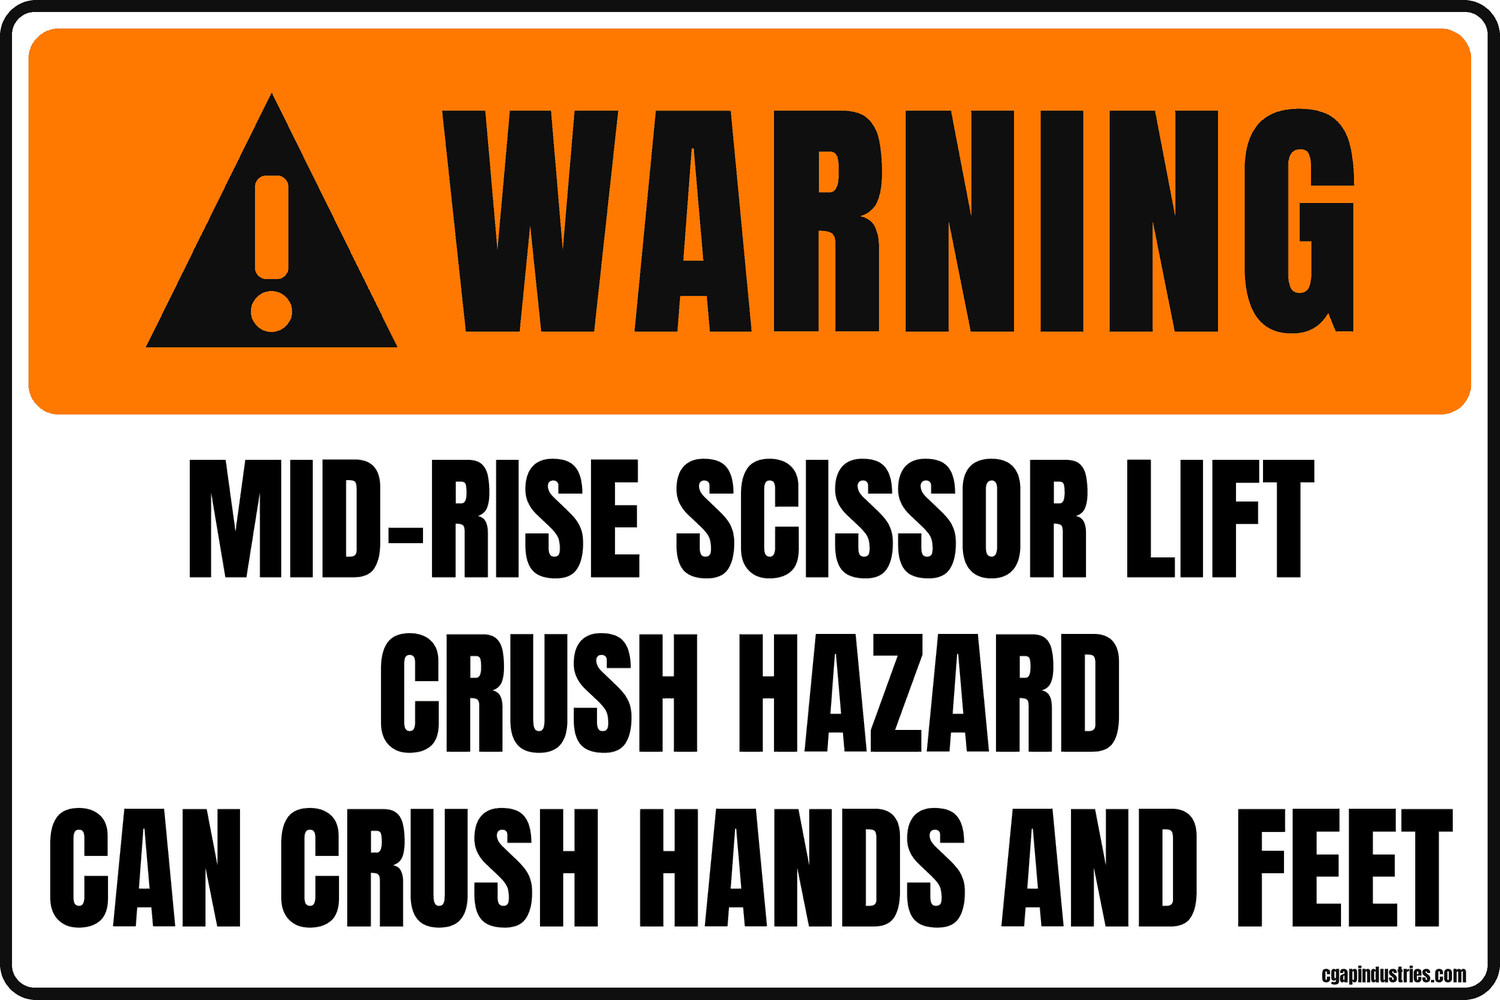 WARNING
MID-RISE SCISSOR LIFT
CRUSH HAZARD
CAN CRUSH HANDS AND FEET
cgapindustries.com